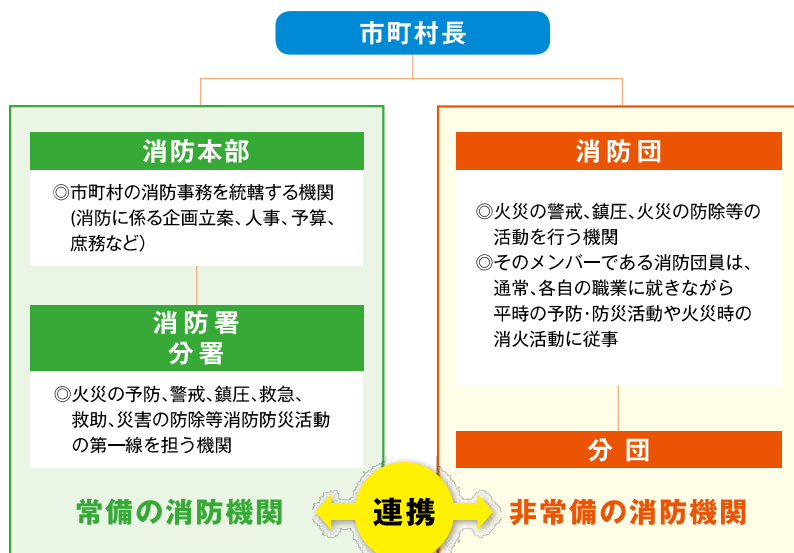 市町村長
消防本部
◎市町村の消防事務を統轄する機関
(消防に係る企画立案、人事、予算、
庶務など)
消防署
分署
◎火災の予防、警戒、鎮圧、救急、
救助、災害の防除等消防防災活動
の第一線を担う機関
常備の消防機関
連携
消防団
◎火災の警戒、鎮圧、火災の防除等の
活動を行う機関
◎そのメンバーである消防団員は、
通常、各自の職業に就きながら
平時の予防・防災活動や火災時の
消火活動に従事
分団
非常備の消防機関